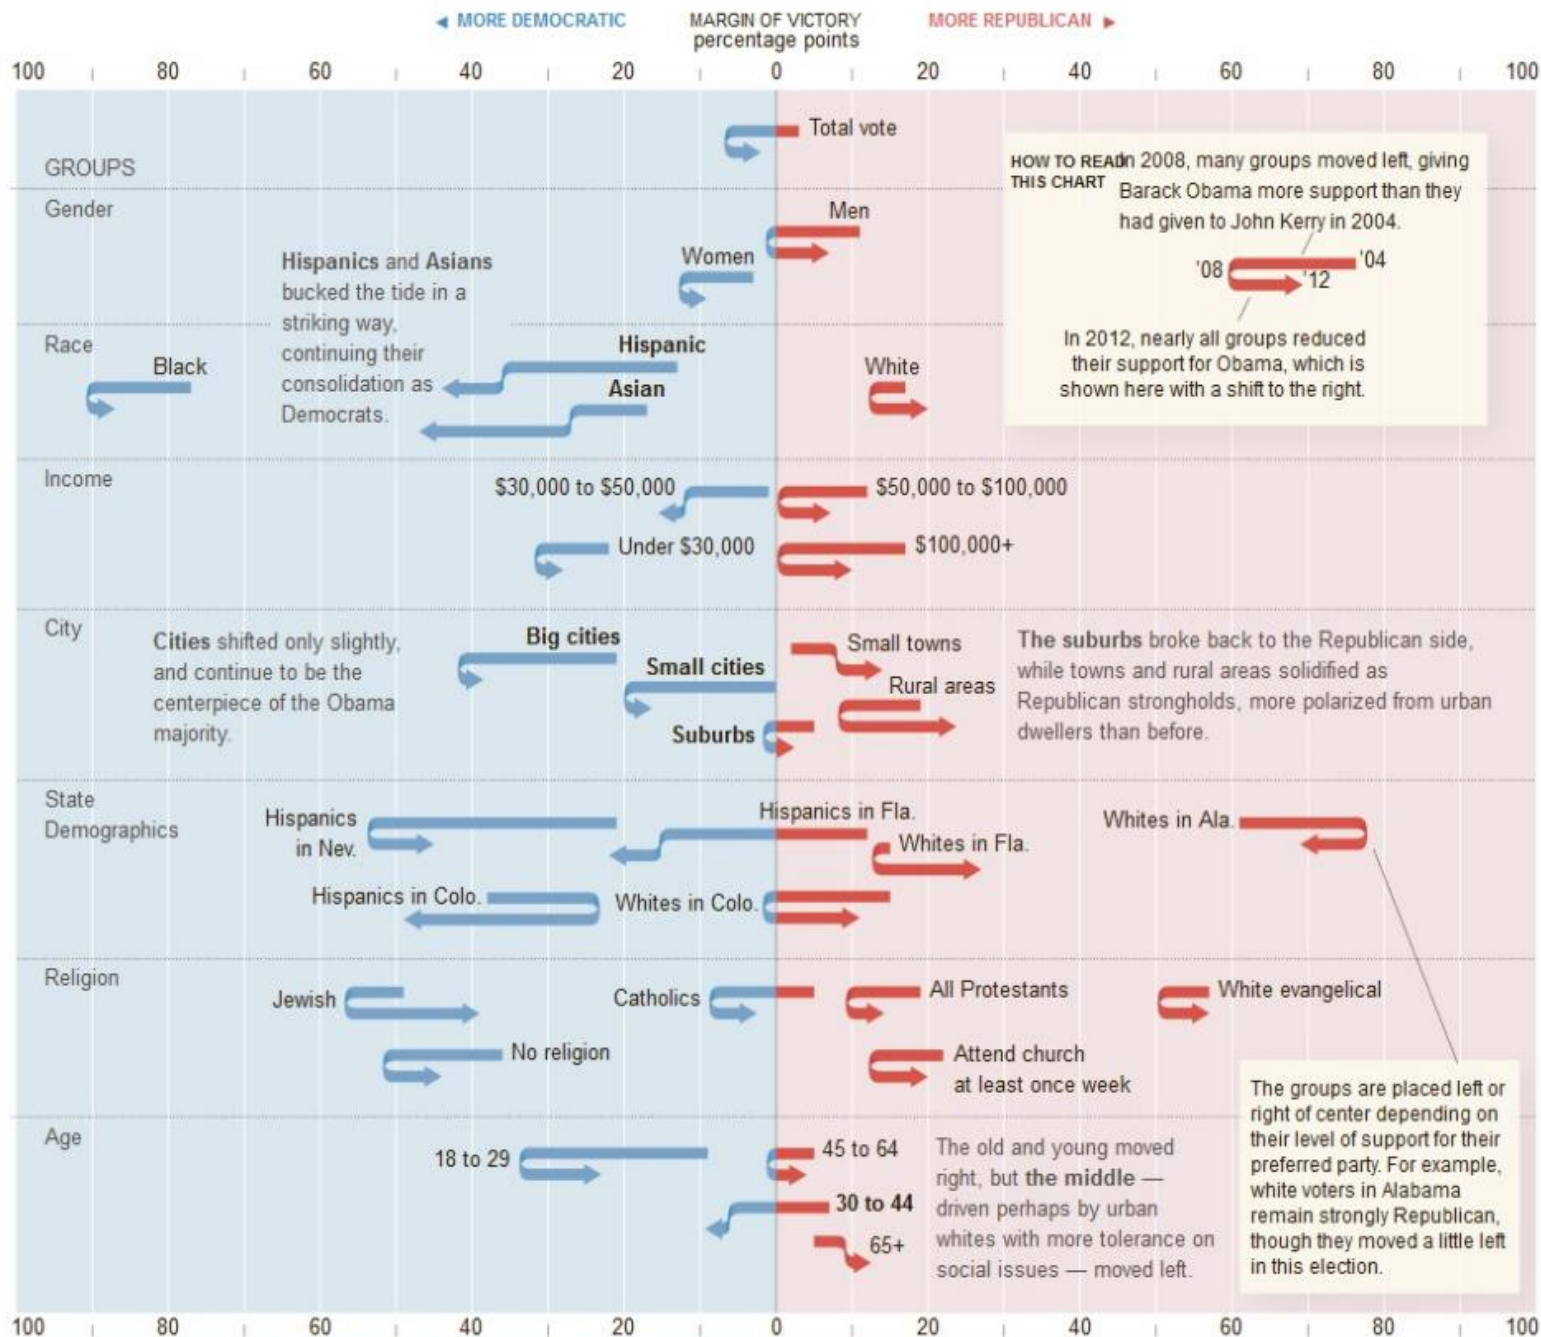 ◄ MORE DEMOCRATIC MARGIN OF VICTORY MORE REPUBLICAN ►
percentage points
100 80 60 40 20 0 20 40 60 80 100
Total vote
GROUPS
HOW TO READ
THIS CHART
In 2008, many groups moved left, giving
Barack Obama more support than they
had given to John Kerry in 2004.
'08 '04
'12
In 2012, nearly all groups reduced
their support for Obama, which is
shown here with a shift to the right.
Gender
Men
Women
Hispanics and Asians
bucked the tide in a
striking way,
continuing their
consolidation as
Democrats.
Race
Black
Hispanic
Asian
White
Income
$30,000 to $50,000
$50,000 to $100,000
Under $30,000
$100,000+
City
Cities shifted only slightly,
and continue to be the
centerpiece of the Obama
majority.
Big cities
Small cities
Suburbs
Small towns
Rural areas
The suburbs broke back to the Republican side,
while towns and rural areas solidified as
Republican strongholds, more polarized from urban
dwellers than before.
State
Demographics
Hispanics
in Nev.
Hispanics in Fla.
Whites in Fla.
Whites in Ala.
Hispanics in Colo.
Whites in Colo.
Religion
Jewish
Catholics
All Protestants
White evangelical
No religion
Attend church
at least once week
The groups are placed left or
right of center depending on
their level of support for their
preferred party. For example,
white voters in Alabama
remain strongly Republican,
though they moved a little left
in this election.
Age
18 to 29
45 to 64
30 to 44
65+
The old and young moved
right, but the middle —
driven perhaps by urban
whites with more tolerance on
social issues — moved left.
100 80 60 40 20 0 20 40 60 80 100